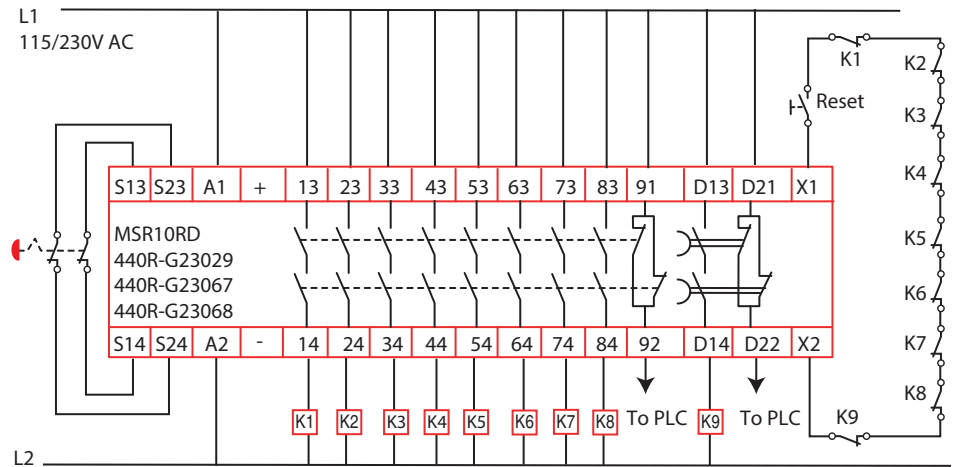 L1
115/230V AC
K1
K2
Reset
K3
K4
S13 S23 A1 + 13 23 33 43 53 63 73 83 91 D13 D21 X1
MSR10RD
440R-G23029
440R-G23067
440R-G23068
K5
K6
S14 S24 A2 - 14 24 34 44 54 64 74 84 92 D14 D22 X2
K7
K8
K1 K2 K3 K4 K5 K6 K7 K8 To PLC K9 To PLC K9
L2